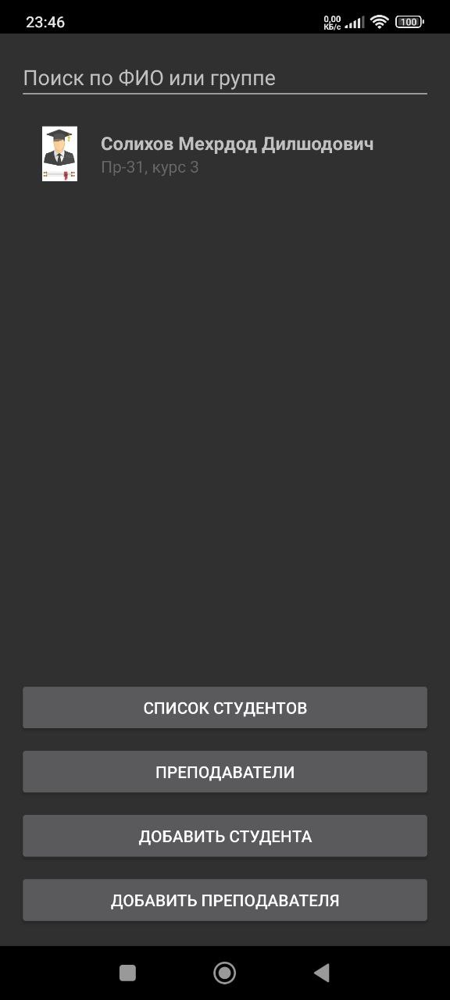 23:46
0,00
КБ/с
100
Поиск по ФИО или группе
Солихов Мехрдод Дилшодович
Пр-31, курс 3
СПИСОК СТУДЕНТОВ
ПРЕПОДАВАТЕЛИ
ДОБАВИТЬ СТУДЕНТА
ДОБАВИТЬ ПРЕПОДАВАТЕЛЯ